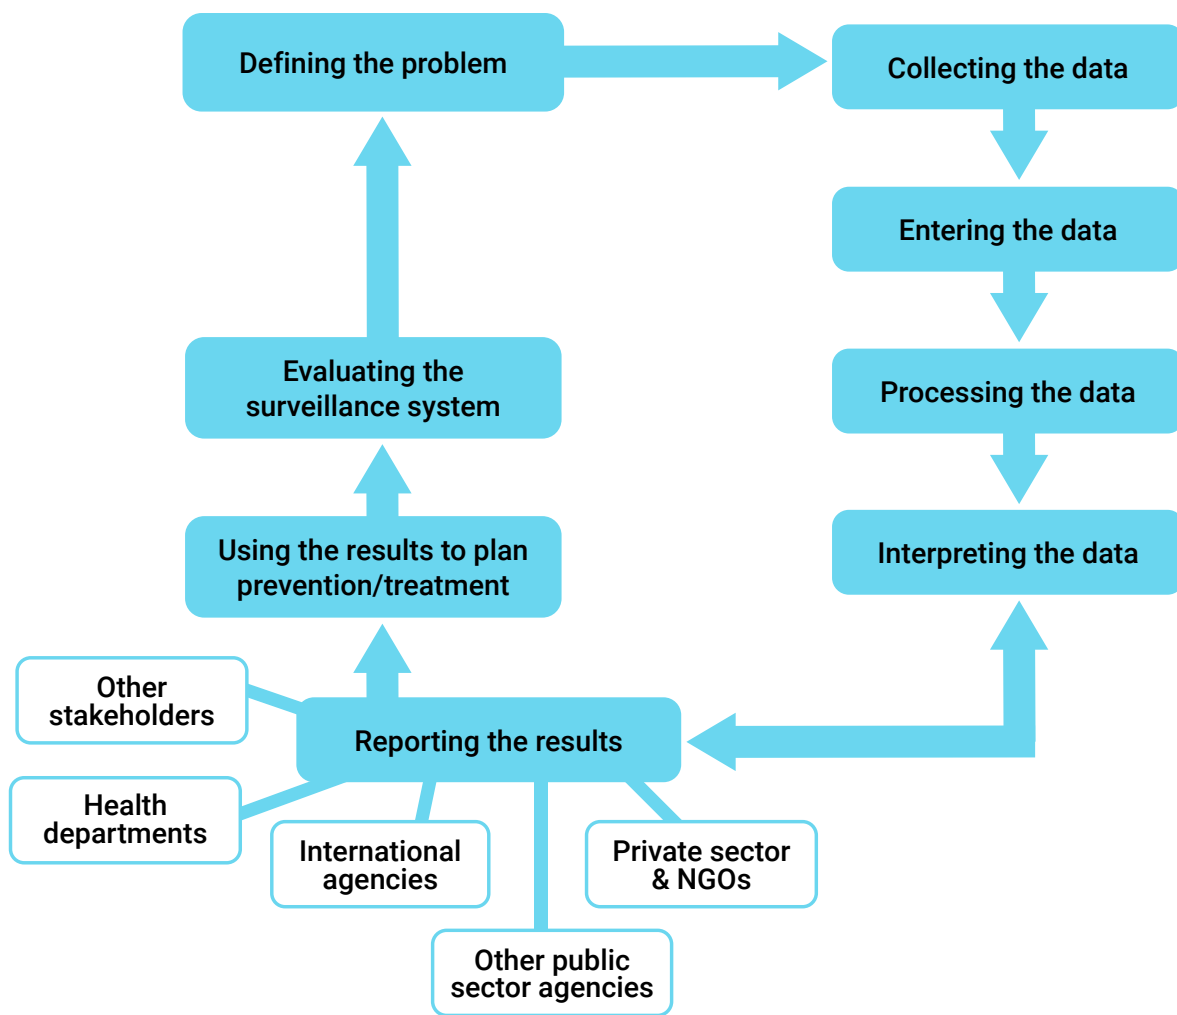 Defining the problem
Collecting the data
Entering the data
Processing the data
Interpreting the data
Evaluating the
surveillance system
Using the results to plan
prevention/treatment
Reporting the results
Other
stakeholders
Health
departments
International
agencies
Other public
sector agencies
Private sector
& NGOs